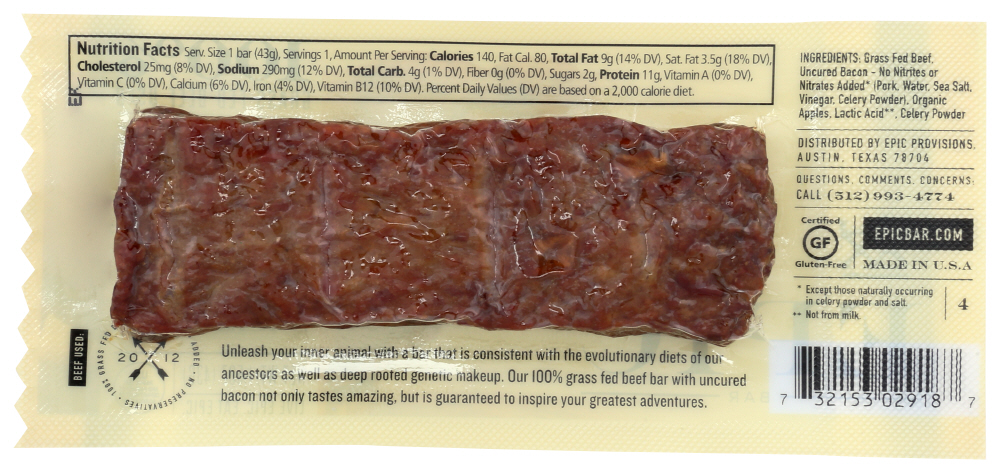 Nutrition Facts Serv. Size 1 bar (43g), Servings 1, Amount Per Serving: Calories 140, Fat Cal. 80, Total Fat 9g (14% DV), Sat. Fat 3.5g (18% DV),
Cholesterol 25mg (8% DV), Sodium 290mg (12% DV), Total Carb. 4g (1% DV), Fiber 0g (0% DV), Sugars 2g, Protein 11g, Vitamin A (0% DV),
Vitamin C (0% DV), Calcium (6% DV), Iron (4% DV), Vitamin B12 (10% DV). Percent Daily Values (DV) are based on a 2,000 calorie diet.
INGREDIENTS: Grass Fed Beef,
Uncured Bacon - No Nitrites or
Nitrates Added* (Pork, Water, Sea Salt,
Vinegar, Celery Powder), Organic
Apples, Lactic Acid**, Celery Powder
DISTRIBUTED BY EPIC PROVISIONS.
AUSTIN, TEXAS 78704
QUESTIONS, COMMENTS, CONCERNS:
CALL (512) 993-4774
Certified
GF
Gluten-Free
EPICBAR.COM
MADE IN U.S.A
* Except those naturally occurring
in celery powder and salt.
** Not from milk.
4
BEEF USED:
100% GRASS FED
ADDED • NO PRESERVATIVES •
20 12
Unleash your inner animal with a bar that is consistent with the evolutionary diets of our
ancestors as well as deep rooted genetic makeup. Our 100% grass fed beef bar with uncured
bacon not only tastes amazing, but is guaranteed to inspire your greatest adventures.
7 32153 02918 7